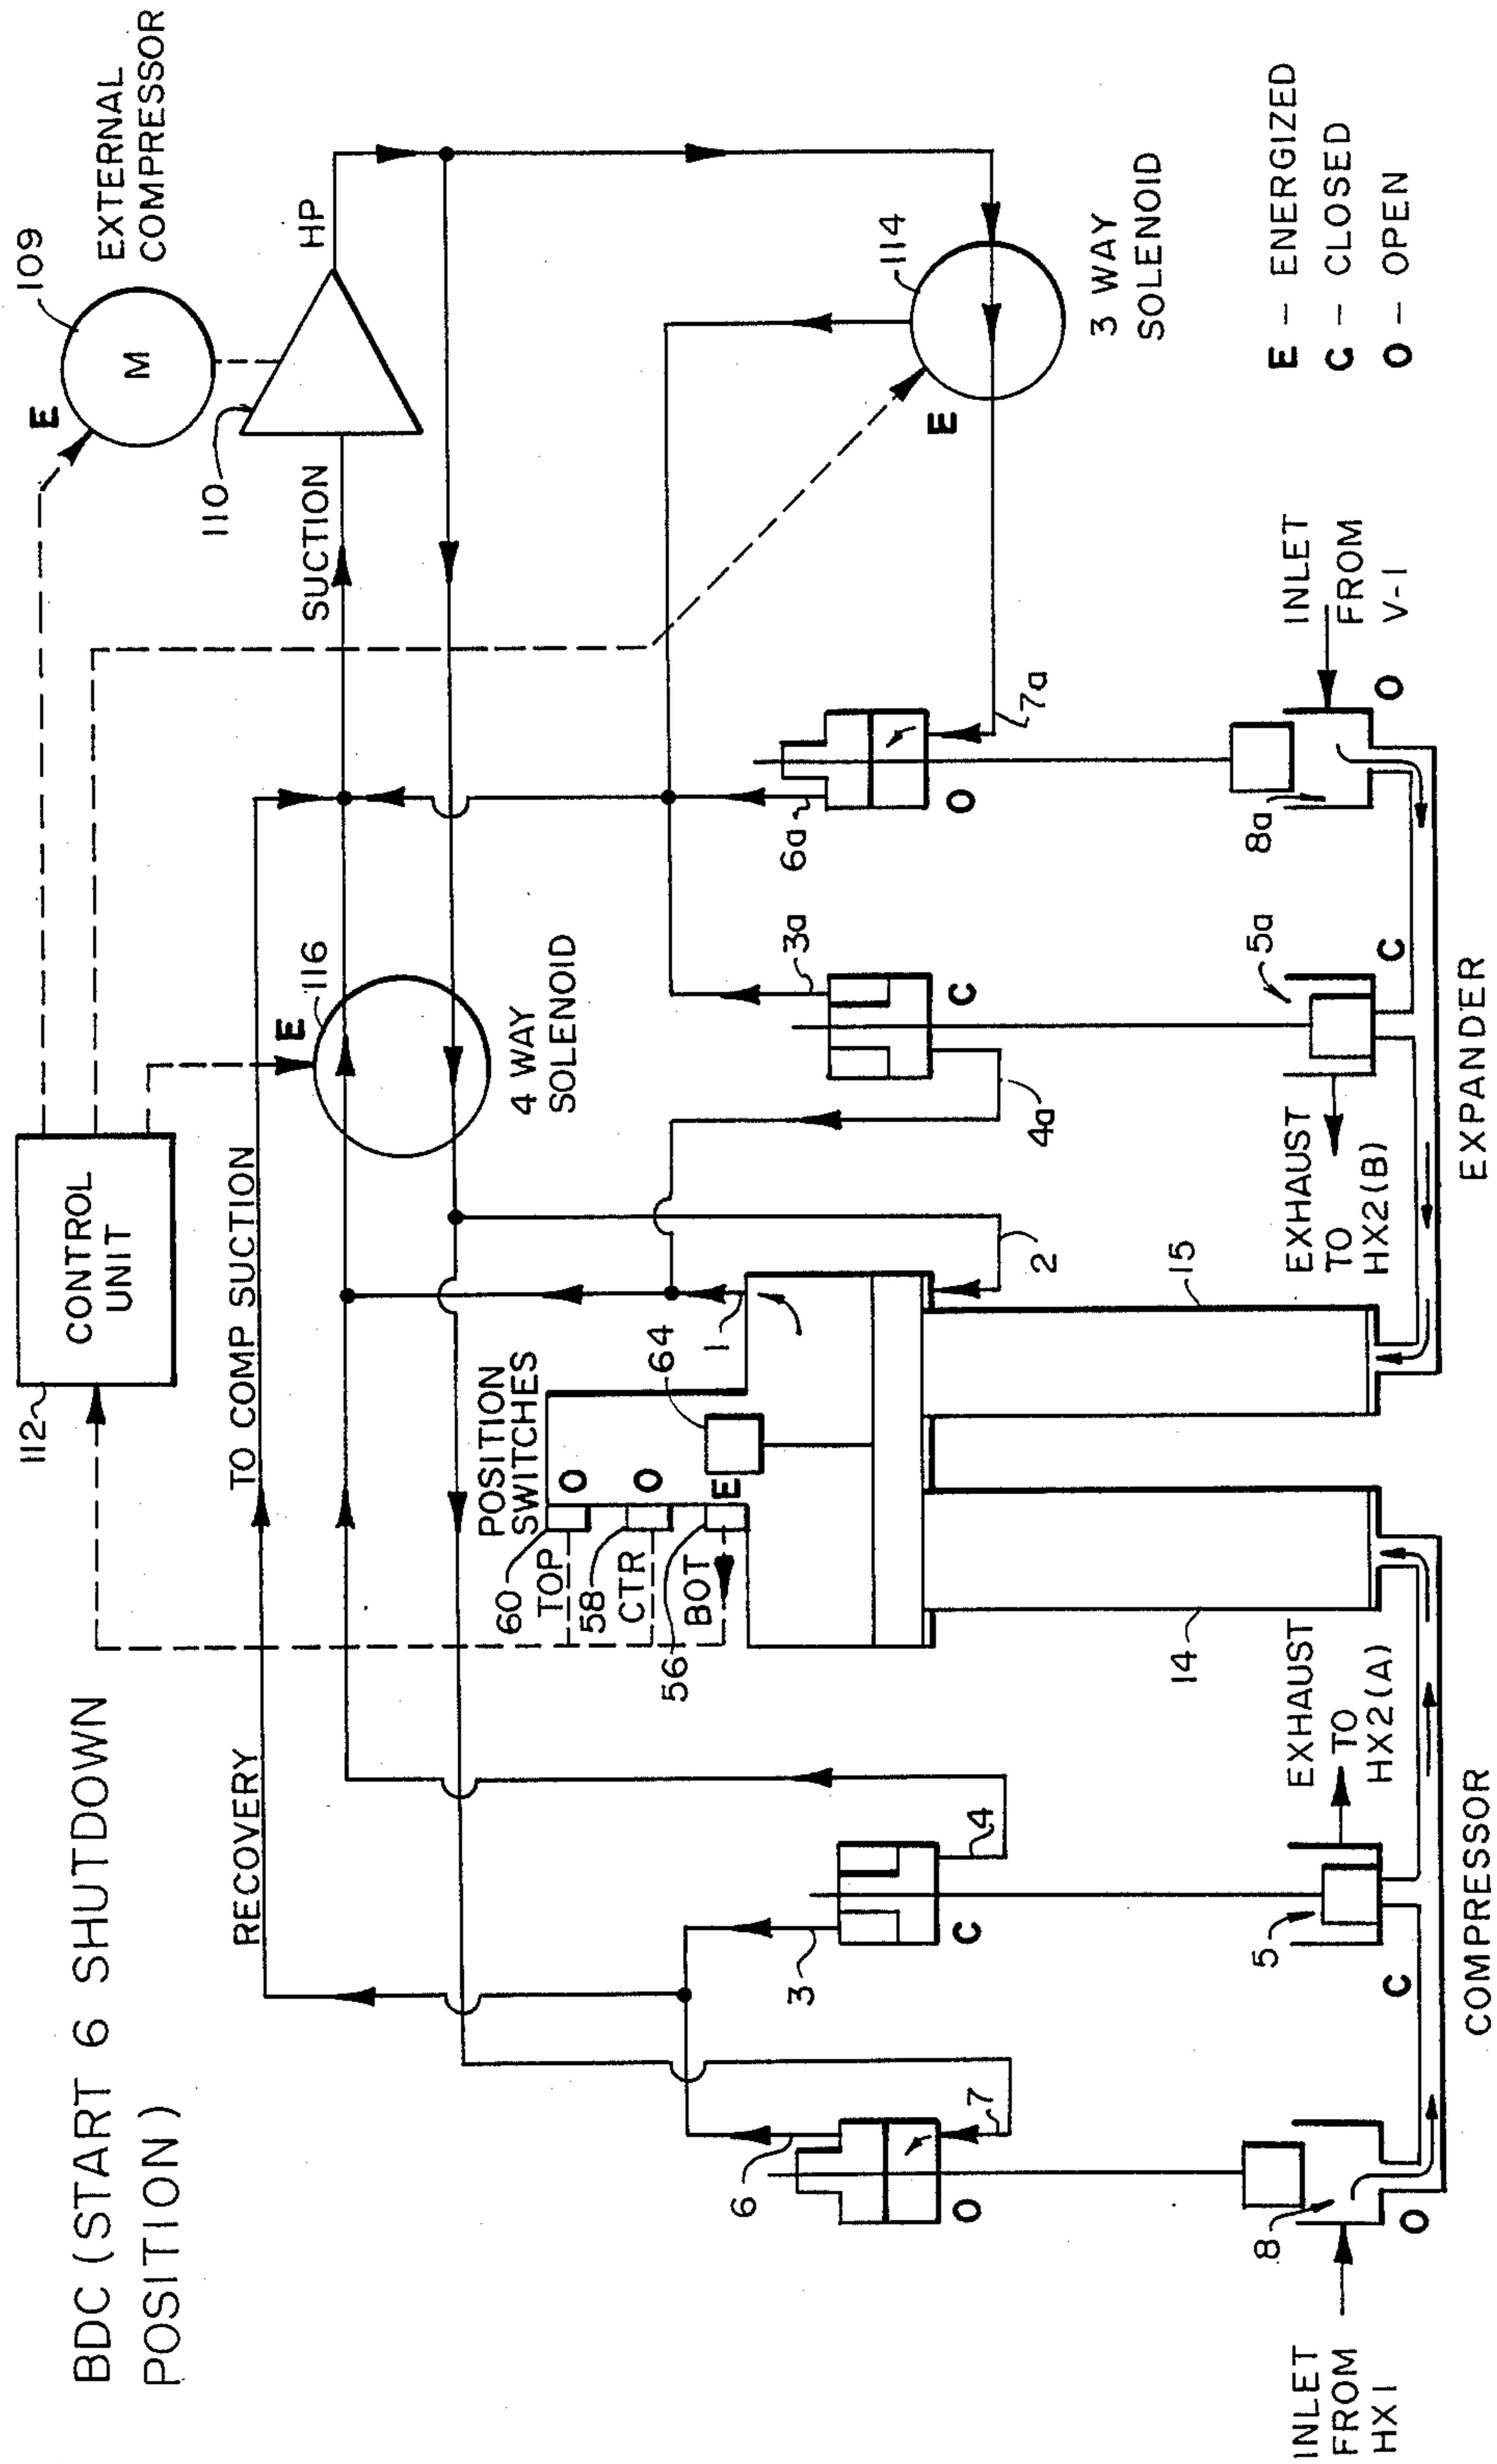 BDC (START 6 SHUTDOWN
POSITION)
112
CONTROL
UNIT
E
109
M
EXTERNAL
COMPRESSOR
110
SUCTION
HP
RECOVERY
TO COMP SUCTION
E
116
4 WAY
SOLENOID
POSITION
SWITCHES
60
TOP
O
58
CTR
O
56
BOT
E
64
1
2
3
4
6
7
O
C
3a
4a
C
6a
7a
O
114
E
3 WAY
SOLENOID
E – ENERGIZED
C – CLOSED
O – OPEN
INLET
FROM
HX1
8
O
5
C
EXHAUST
TO
HX2(A)
14
15
EXHAUST
TO
HX2(B)
5a
C
8a
O
INLET
FROM
V-1
COMPRESSOR
EXPANDER